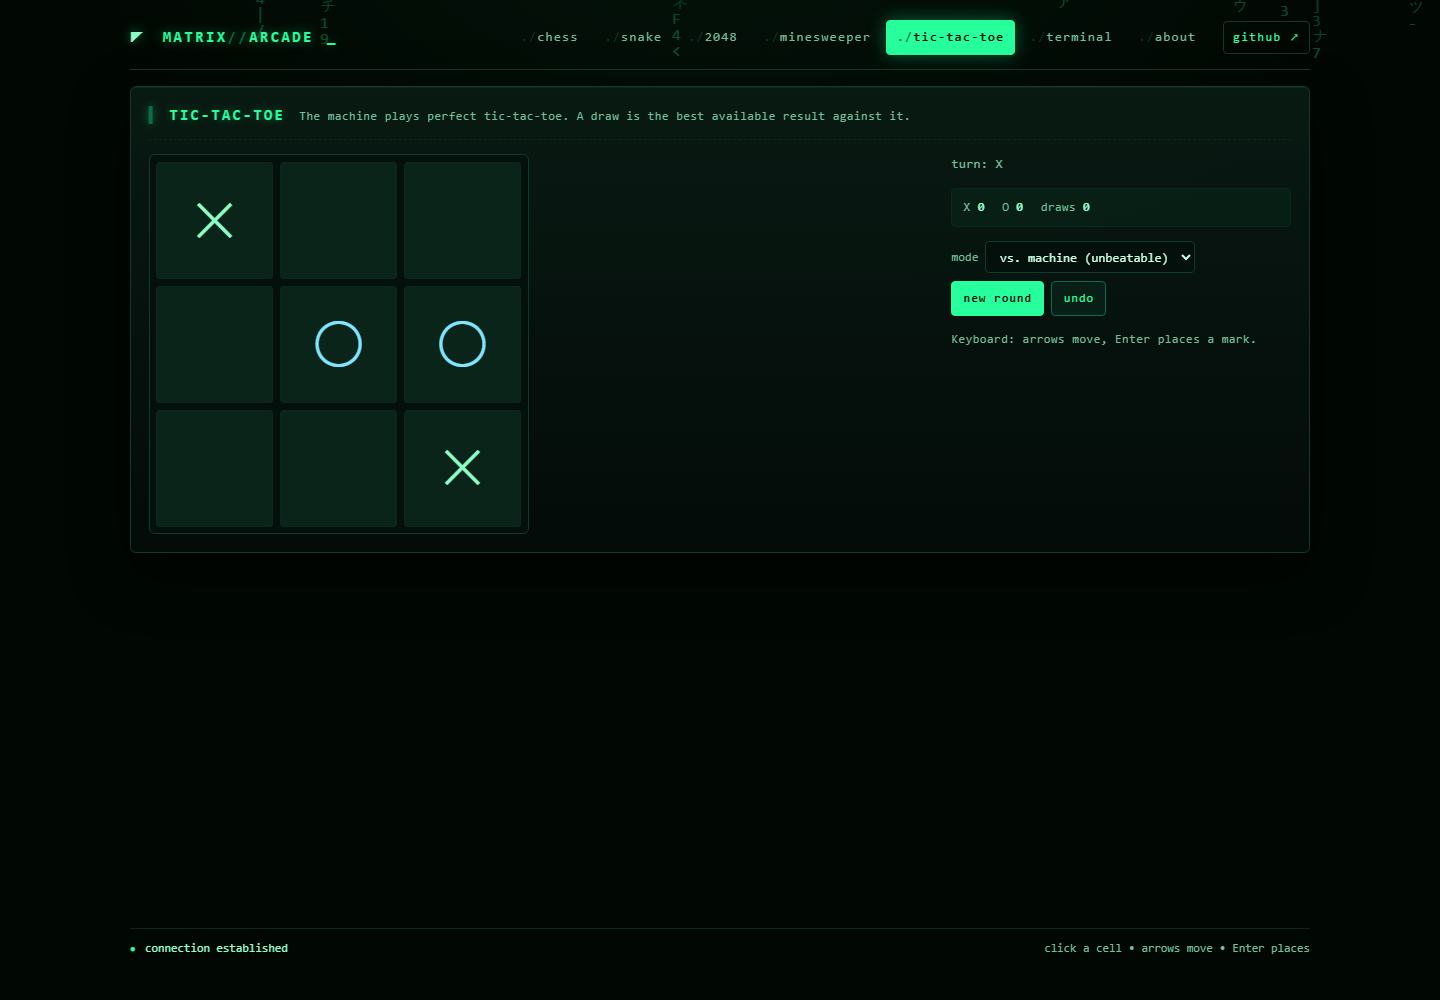 MATRIX//ARCADE _
./chess ./snake ./2048 ./minesweeper ./tic-tac-toe ./terminal ./about github ↗
TIC-TAC-TOE The machine plays perfect tic-tac-toe. A draw is the best available result against it.
turn: X
X 0 O 0 draws 0
mode vs. machine (unbeatable)
new round undo
Keyboard: arrows move, Enter places a mark.
connection established
click a cell • arrows move • Enter places